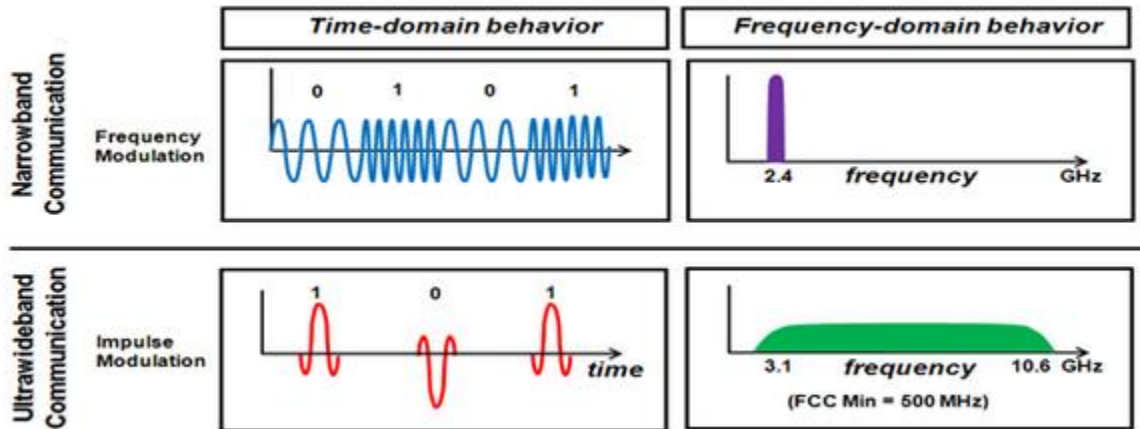 Time-domain behavior
Frequency-domain behavior
Narrowband
Communication
Frequency
Modulation
0 1 0 1
2.4 frequency GHz
Ultrawideband
Communication
Impulse
Modulation
1 0 1
time
3.1 frequency 10.6 GHz
(FCC Min = 500 MHz)